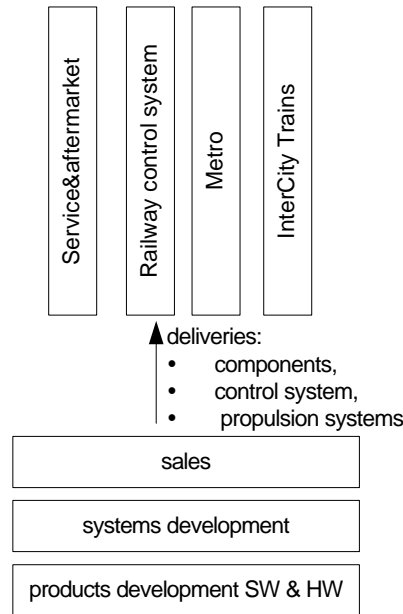 Service&aftermarket
Railway control system
Metro
InterCity Trains
deliveries:
• components,
• control system,
• propulsion systems
sales
systems development
products development SW & HW